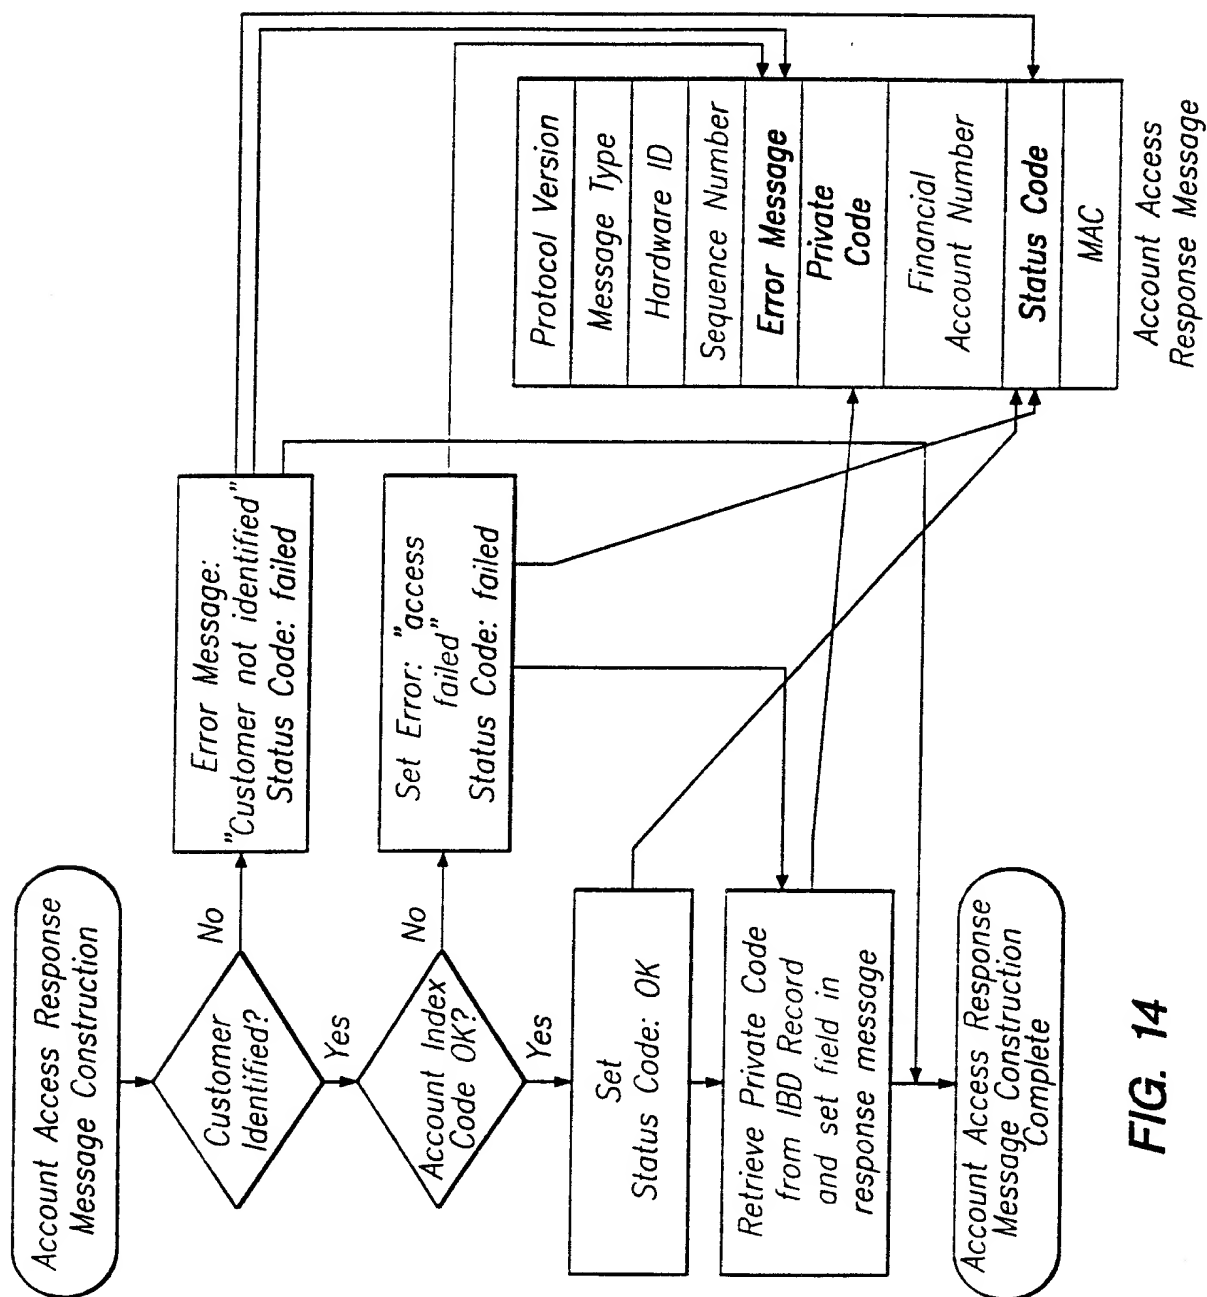 Account Access Response
Message Construction
Customer
Identified?
No
Yes
Error Message:
"Customer not identified"
Status Code: failed
Account Index
Code OK?
No
Yes
Set Error: "access
failed"
Status Code: failed
Set
Status Code: OK
Retrieve Private Code
from IBD Record
and set field in
response message
Account Access Response
Message Construction
Complete
Protocol Version
Message Type
Hardware ID
Sequence Number
Error Message
Private
Code
Financial
Account Number
Status Code
MAC
Account Access
Response Message
FIG. 14